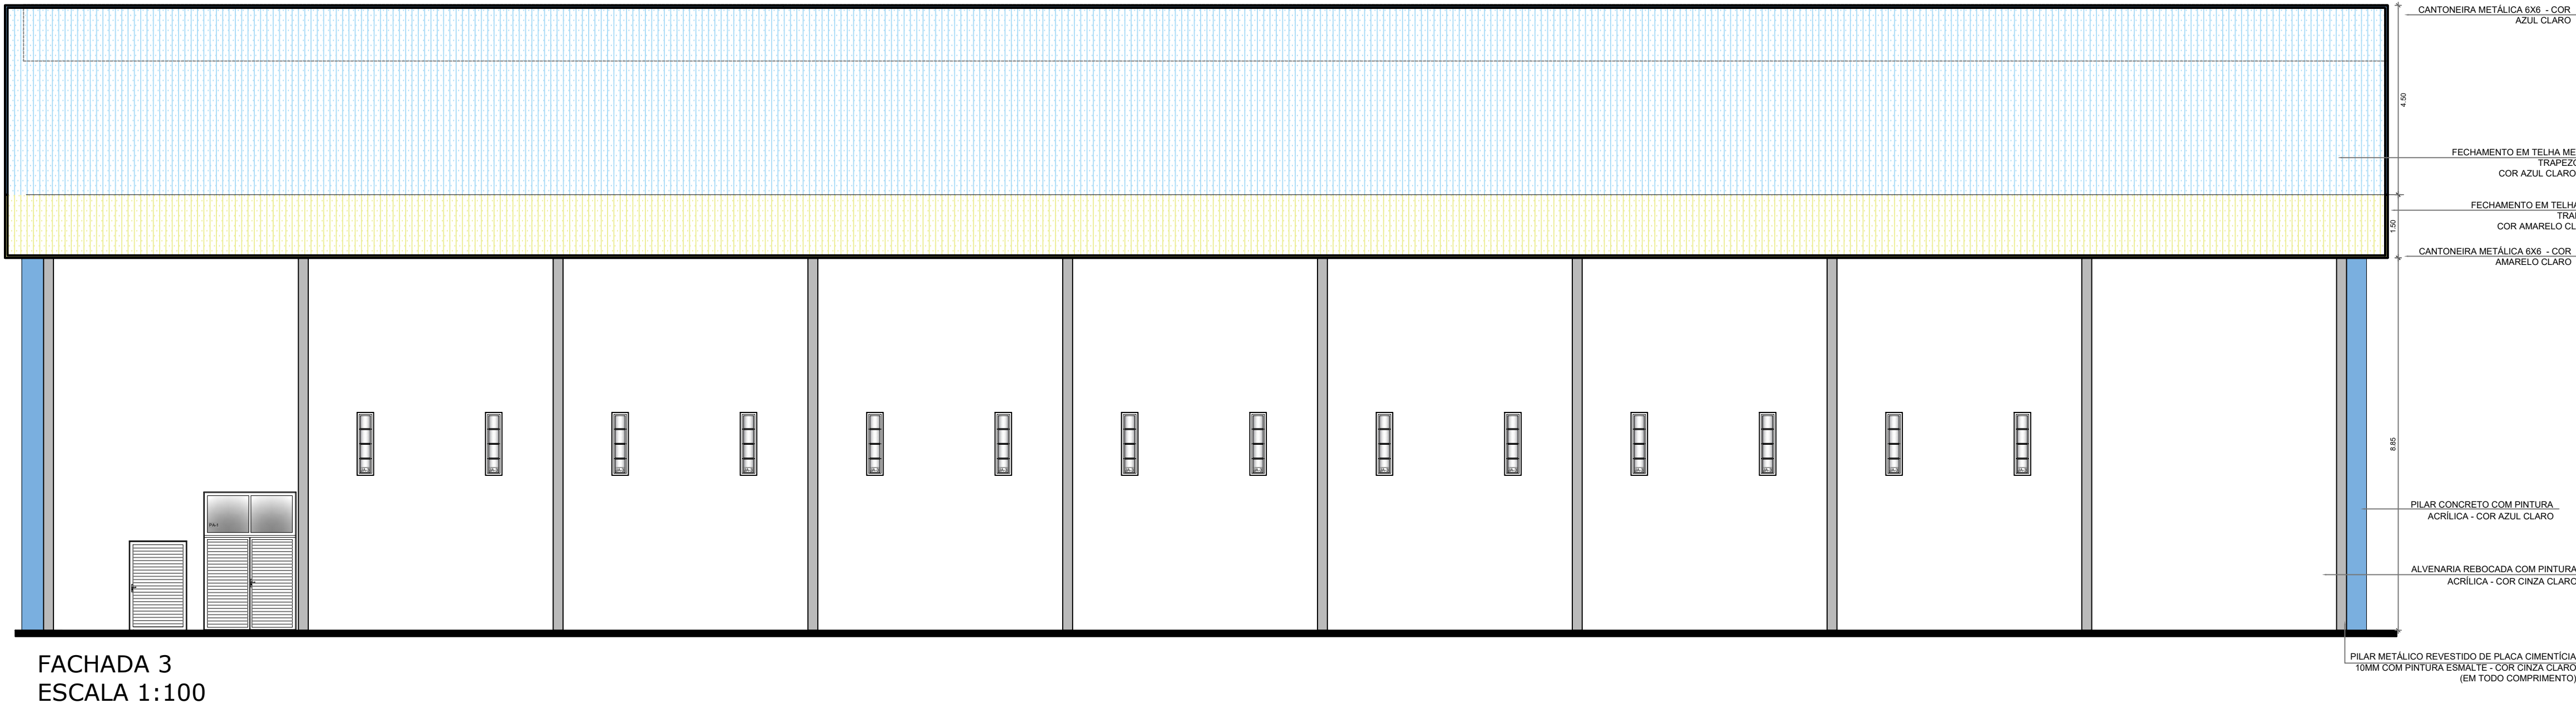 CANTONEIRA METÁLICA 6X6 - COR
AZUL CLARO
4.50
FECHAMENTO EM TELHA ME
TRAPEZO
COR AZUL CLARO
FECHAMENTO EM TELHA
TRA
COR AMARELO CL
1.50
CANTONEIRA METÁLICA 6X6 - COR
AMARELO CLARO
8.85
PA-1
PILAR CONCRETO COM PINTURA
ACRÍLICA - COR AZUL CLARO
ALVENARIA REBOCADA COM PINTURA
ACRÍLICA - COR CINZA CLARO
PILAR METÁLICO REVESTIDO DE PLACA CIMENTÍCIA
10MM COM PINTURA ESMALTE - COR CINZA CLARO
(EM TODO COMPRIMENTO)
FACHADA 3
ESCALA 1:100